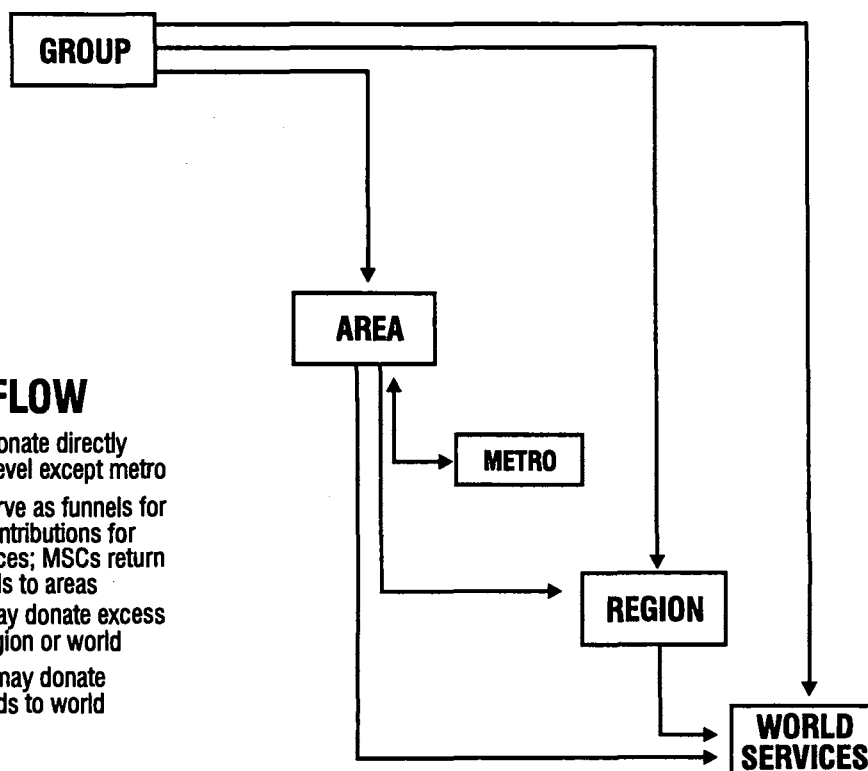 GROUP
AREA
METRO
REGION
WORLD
SERVICES
FLOW
onate directly
evel except metro
rve as funnels for
ntributions for
ces; MSCs return
ds to areas
ay donate excess
gion or world
may donate
ds to world